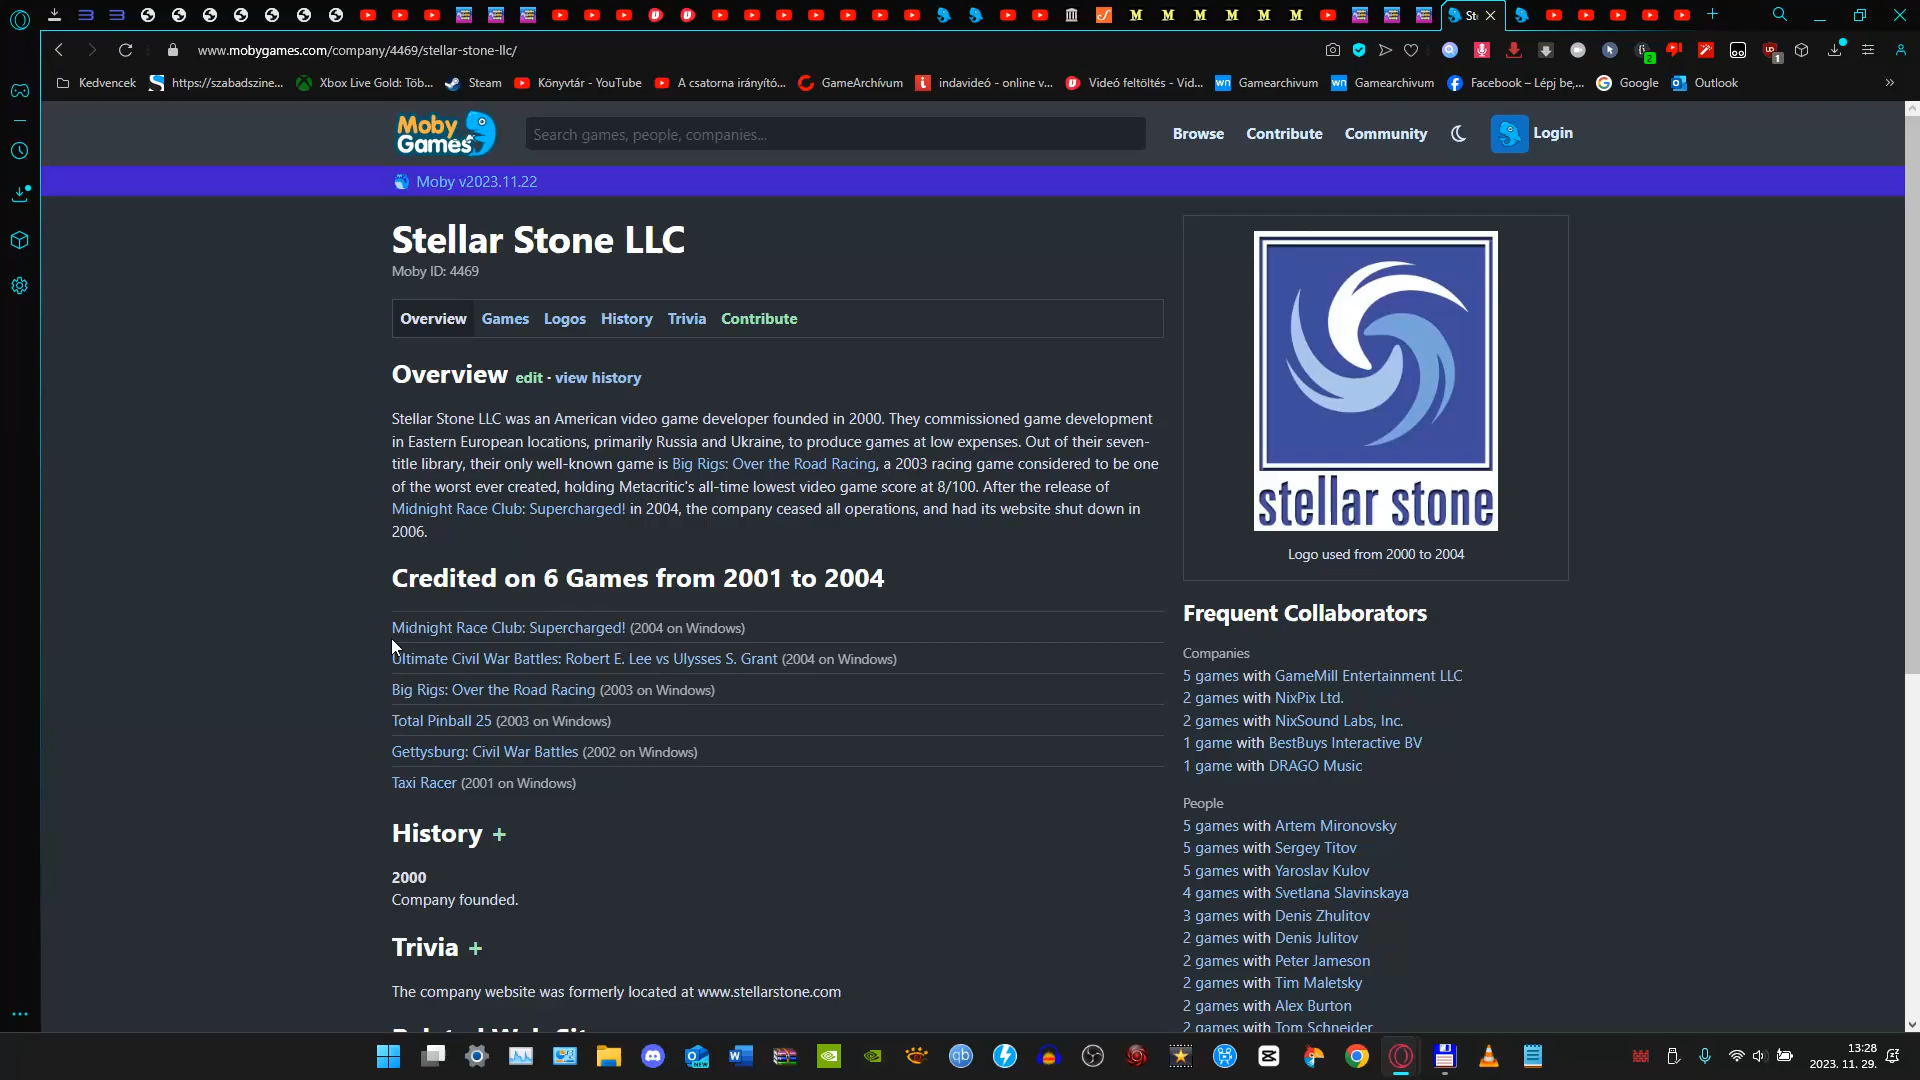 St
www.mobygames.com/company/4469/stellar-stone-llc/
Kedvencek
https://szabadszine...
Xbox Live Gold: Töb...
Steam
Könyvtár - YouTube
A csatorna irányító...
GameArchívum
indavideó - online v...
Videó feltöltés - Vid...
Gamearchivum
Gamearchivum
Facebook – Lépj be,...
Google
Outlook
Moby Games
Search games, people, companies...
Browse
Contribute
Community
Login
Moby v2023.11.22
Stellar Stone LLC
Moby ID: 4469
Overview Games Logos History Trivia Contribute
Overview edit · view history
Stellar Stone LLC was an American video game developer founded in 2000. They commissioned game development
in Eastern European locations, primarily Russia and Ukraine, to produce games at low expenses. Out of their seven-
title library, their only well-known game is Big Rigs: Over the Road Racing, a 2003 racing game considered to be one
of the worst ever created, holding Metacritic's all-time lowest video game score at 8/100. After the release of
Midnight Race Club: Supercharged! in 2004, the company ceased all operations, and had its website shut down in
2006.
Credited on 6 Games from 2001 to 2004
Midnight Race Club: Supercharged! (2004 on Windows)
Ultimate Civil War Battles: Robert E. Lee vs Ulysses S. Grant (2004 on Windows)
Big Rigs: Over the Road Racing (2003 on Windows)
Total Pinball 25 (2003 on Windows)
Gettysburg: Civil War Battles (2002 on Windows)
Taxi Racer (2001 on Windows)
History +
2000
Company founded.
Trivia +
The company website was formerly located at www.stellarstone.com
stellar stone
Logo used from 2000 to 2004
Frequent Collaborators
Companies
5 games with GameMill Entertainment LLC
2 games with NixPix Ltd.
2 games with NixSound Labs, Inc.
1 game with BestBuys Interactive BV
1 game with DRAGO Music
People
5 games with Artem Mironovsky
5 games with Sergey Titov
5 games with Yaroslav Kulov
4 games with Svetlana Slavinskaya
3 games with Denis Zhulitov
2 games with Denis Julitov
2 games with Peter Jameson
2 games with Tim Maletsky
2 games with Alex Burton
2 games with Tom Schneider
13:28
2023. 11. 29.